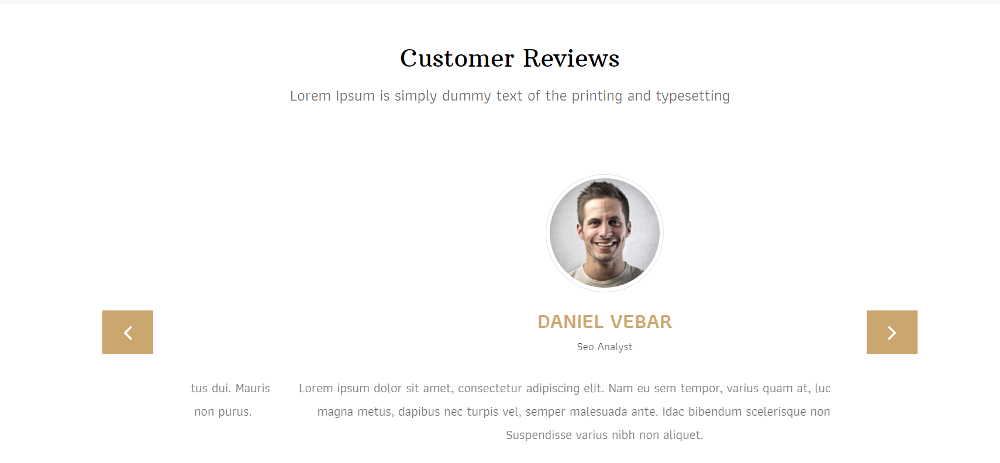 Customer Reviews
Lorem Ipsum is simply dummy text of the printing and typesetting
DANIEL VEBAR
Seo Analyst
tus dui. Mauris
non purus.
Lorem ipsum dolor sit amet, consectetur adipiscing elit. Nam eu sem tempor, varius quam at, luc
magna metus, dapibus nec turpis vel, semper malesuada ante. Idac bibendum scelerisque non
Suspendisse varius nibh non aliquet.